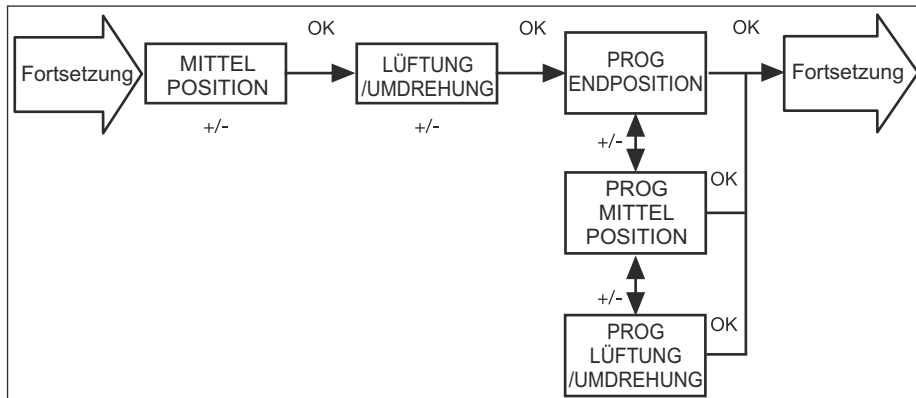 OK
OK
OK
Fortsetzung
MITTEL
POSITION
LÜFTUNG
/UMDREHUNG
PROG
ENDPOSITION
Fortsetzung
+/-
+/-
+/-
PROG
MITTEL
POSITION
OK
+/-
PROG
LÜFTUNG
/UMDREHUNG
OK